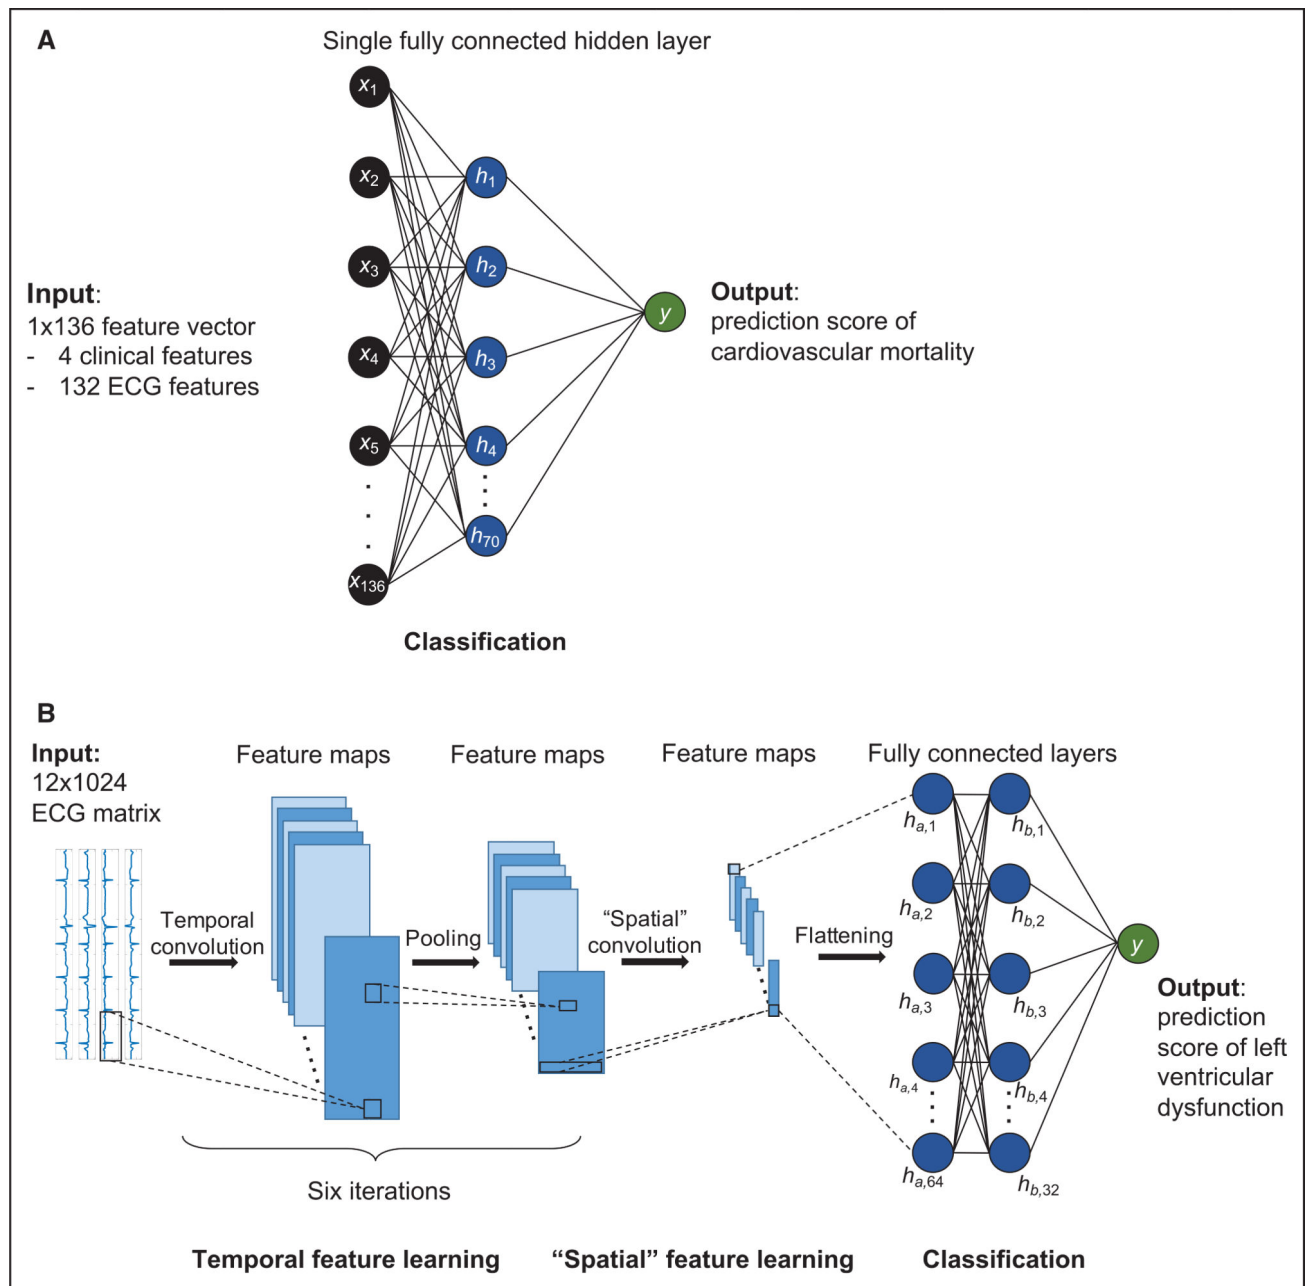 A
Single fully connected hidden layer
x1
x2
x3
x4
x5
x136
h1
h2
h3
h4
h70
y
Input:
1x136 feature vector
- 4 clinical features
- 132 ECG features
Output:
prediction score of
cardiovascular mortality
Classification
B
Input:
12x1024
ECG matrix
Feature maps
Feature maps
Feature maps
Fully connected layers
Temporal
convolution
Pooling
“Spatial”
convolution
Flattening
ha,1
ha,2
ha,3
ha,4
ha,64
hb,1
hb,2
hb,3
hb,4
hb,32
y
Output:
prediction
score of left
ventricular
dysfunction
Six iterations
Temporal feature learning
“Spatial” feature learning
Classification